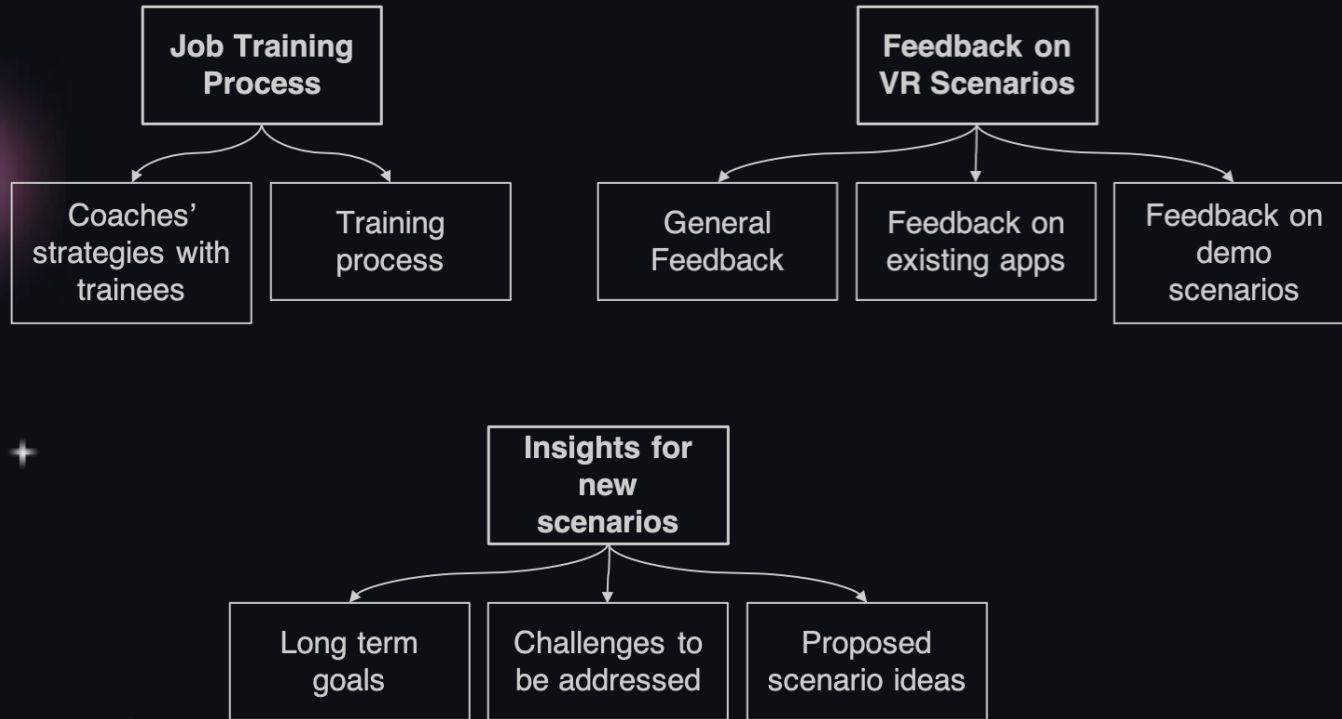 Job Training
Process
Coaches’
strategies with
trainees
Training
process
Feedback on
VR Scenarios
General
Feedback
Feedback on
existing apps
Feedback on
demo
scenarios
Insights for
new
scenarios
Long term
goals
Challenges to
be addressed
Proposed
scenario ideas